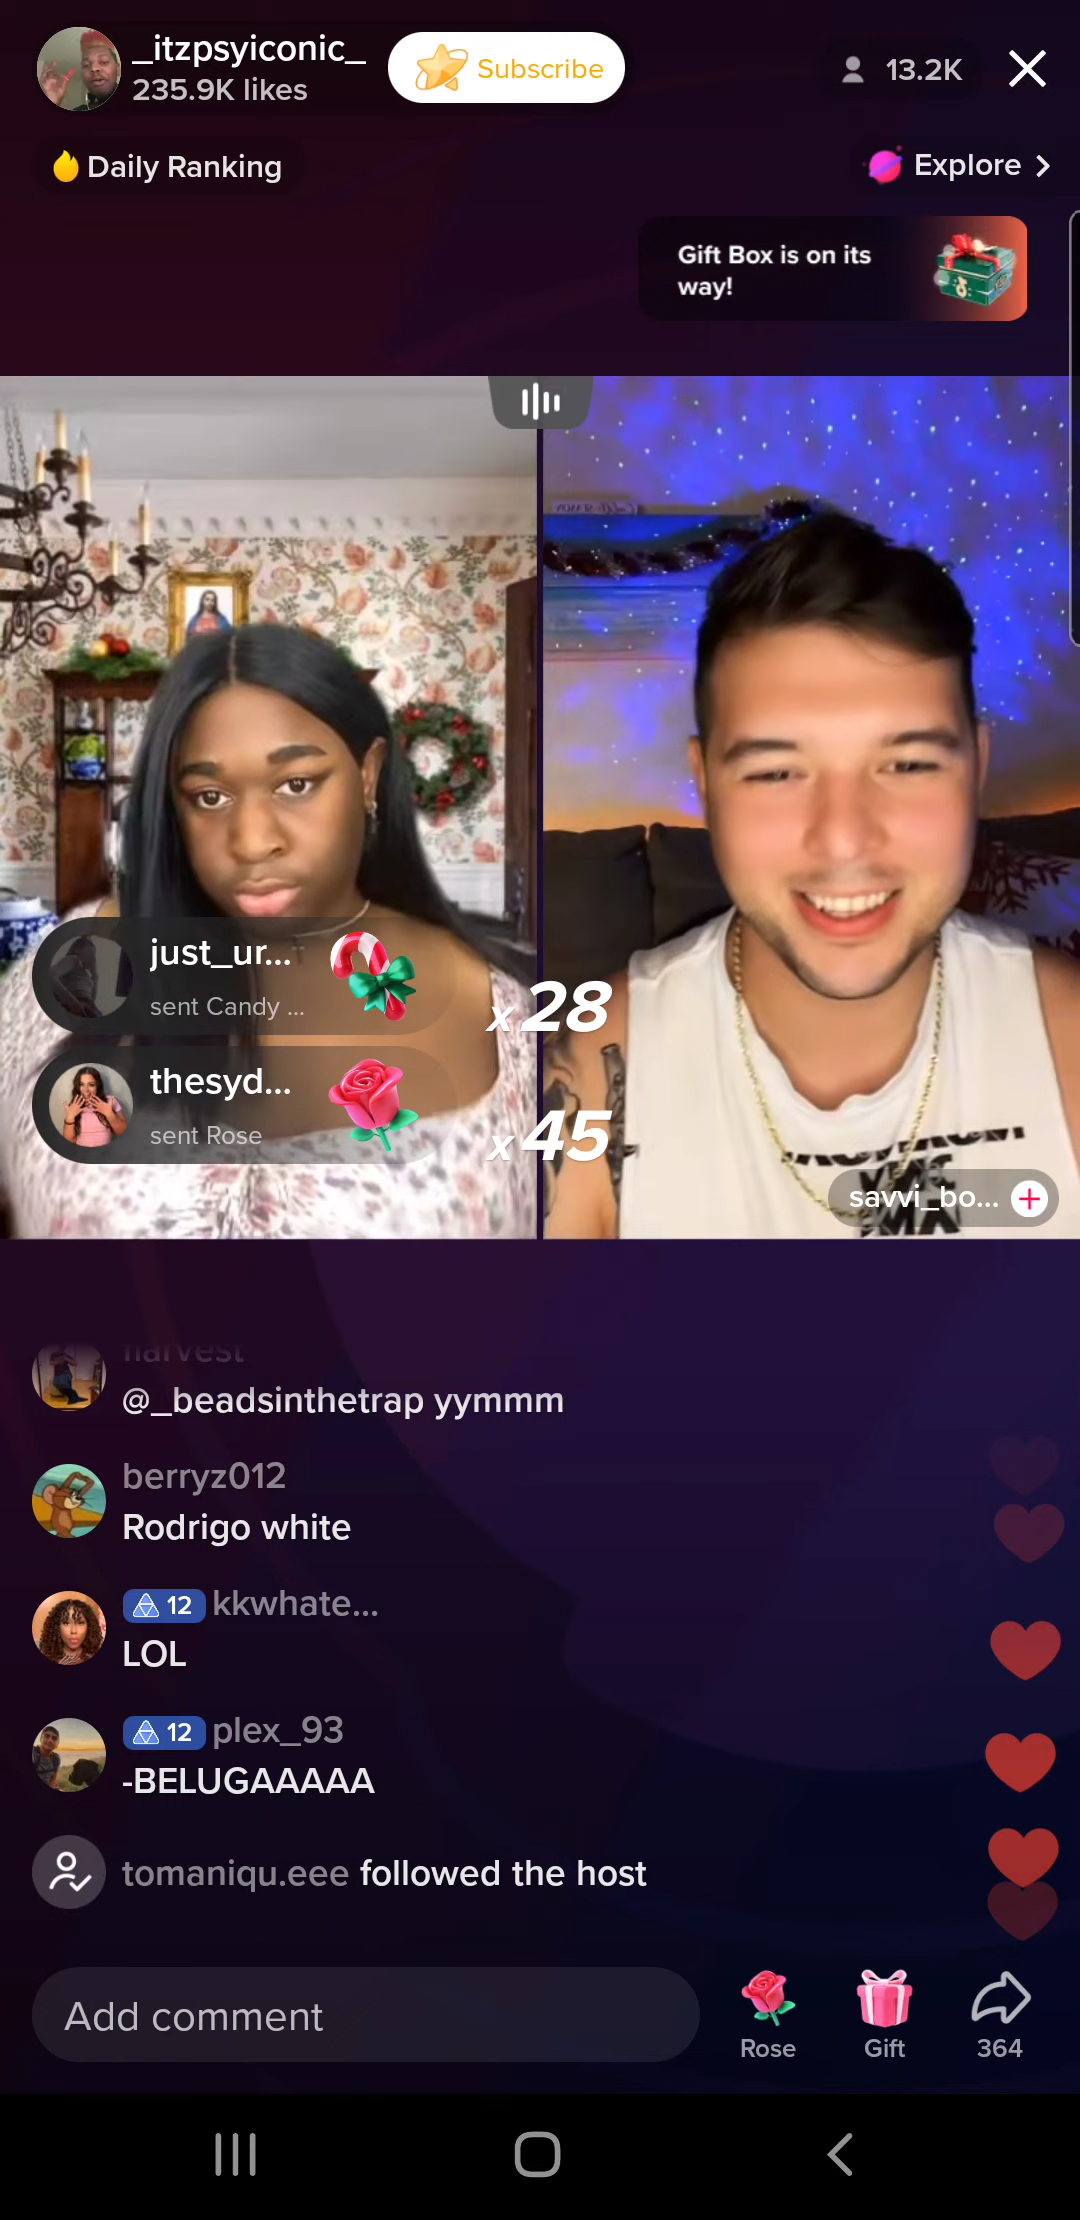 _itzpsyiconic_
235.9K likes
Subscribe
13.2K
Daily Ranking
Explore
Gift Box is on its
way!
just_ur...
sent Candy ...
x28
thesyd...
sent Rose
x45
savvi_bo...
harvest
@_beadsinthetrap yymmm
berryz012
Rodrigo white
12 kkwhate...
LOL
12 plex_93
-BELUGAAAAA
tomaniqu.eee followed the host
Add comment
Rose
Gift
364